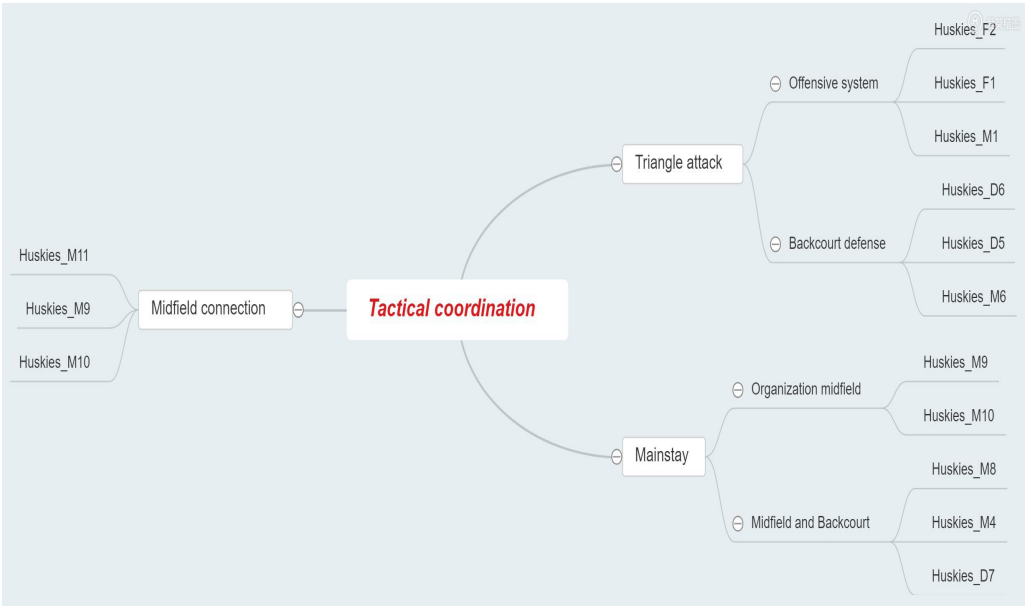 Huskies_F2
Offensive system
Huskies_F1
Huskies_M1
Triangle attack
Huskies_D6
Backcourt defense
Huskies_D5
Huskies_M6
Huskies_M11
Midfield connection
Huskies_M9
Huskies_M10
Tactical coordination
Huskies_M9
Organization midfield
Huskies_M10
Mainstay
Huskies_M8
Midfield and Backcourt
Huskies_M4
Huskies_D7